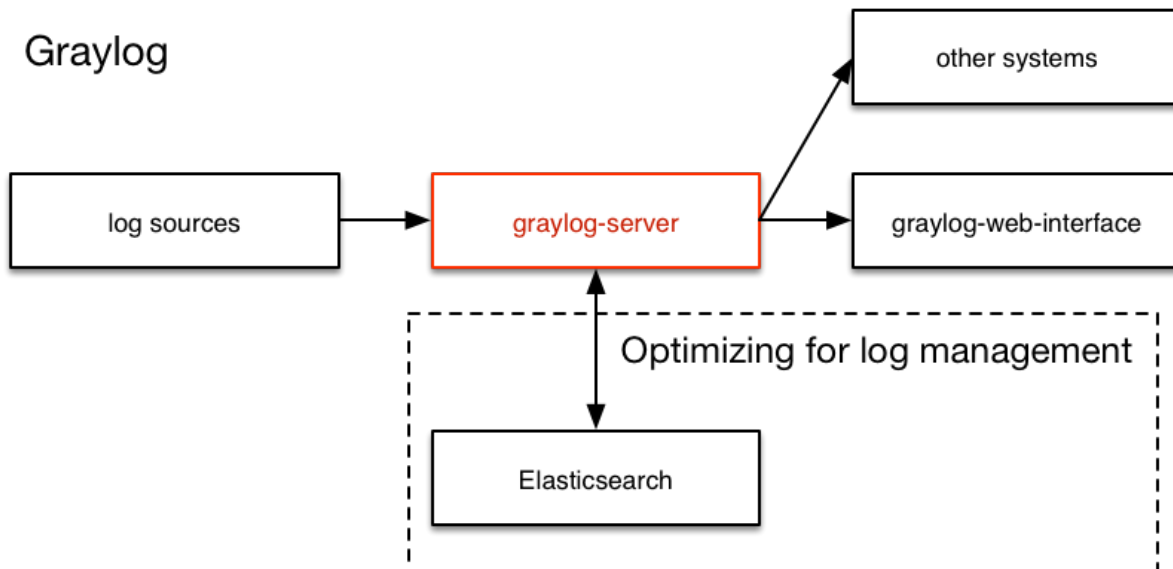 Graylog
other systems
log sources
graylog-server
graylog-web-interface
Optimizing for log management
Elasticsearch